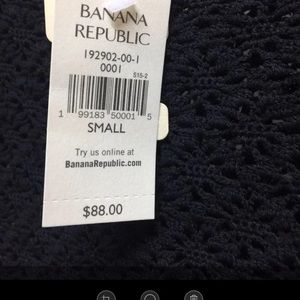 BANANA
REPUBLIC
192902-00-1
0001
S15-2
1 99183 50001 5
SMALL
Try us online at
BananaRepublic.com
$88.00